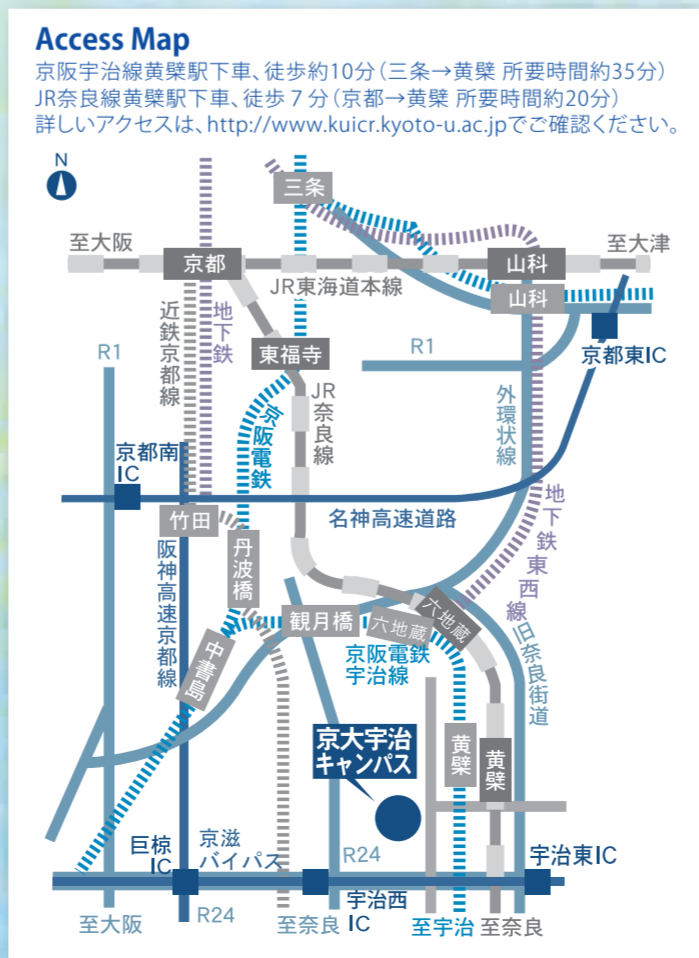 Access Map
京阪宇治線黄檗駅下車、徒歩約10分（三条→黄檗 所要時間約35分）
JR奈良線黄檗駅下車、徒歩７分（京都→黄檗 所要時間約20分）
詳しいアクセスは、http://www.kuicr.kyoto-u.ac.jpでご確認ください。
N
三条
至大阪
京都
JR東海道本線
山科
至大津
山科
近鉄京都線
地下鉄
R1
東福寺
R1
京都東IC
JR奈良線
外環状線
京阪電鉄
京都南
IC
名神高速道路
竹田
地下鉄東西線
阪神高速京都線
丹波橋
観月橋
六地蔵
六地蔵
京阪電鉄
宇治線
旧奈良街道
中書島
京大宇治
キャンパス
黄檗
黄檗
巨椋
IC
京滋
バイパス
R24
宇治東IC
宇治西
IC
至大阪
R24
至奈良
至宇治
至奈良